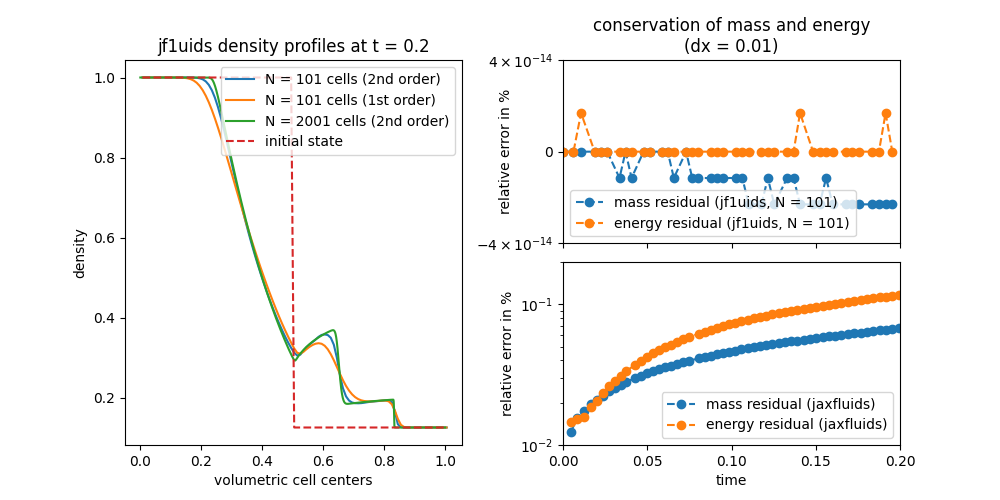 jf1uids density profiles at t = 0.2
N = 101 cells (2nd order)
N = 101 cells (1st order)
N = 2001 cells (2nd order)
initial state
1.0
0.8
0.6
0.4
0.2
density
0.0 0.2 0.4 0.6 0.8 1.0
volumetric cell centers
conservation of mass and energy
(dx = 0.01)
4 × 10⁻¹⁴
0
−4 × 10⁻¹⁴
relative error in %
mass residual (jf1uids, N = 101)
energy residual (jf1uids, N = 101)
10⁻¹
10⁻²
relative error in %
mass residual (jaxfluids)
energy residual (jaxfluids)
0.00 0.05 0.10 0.15 0.20
time